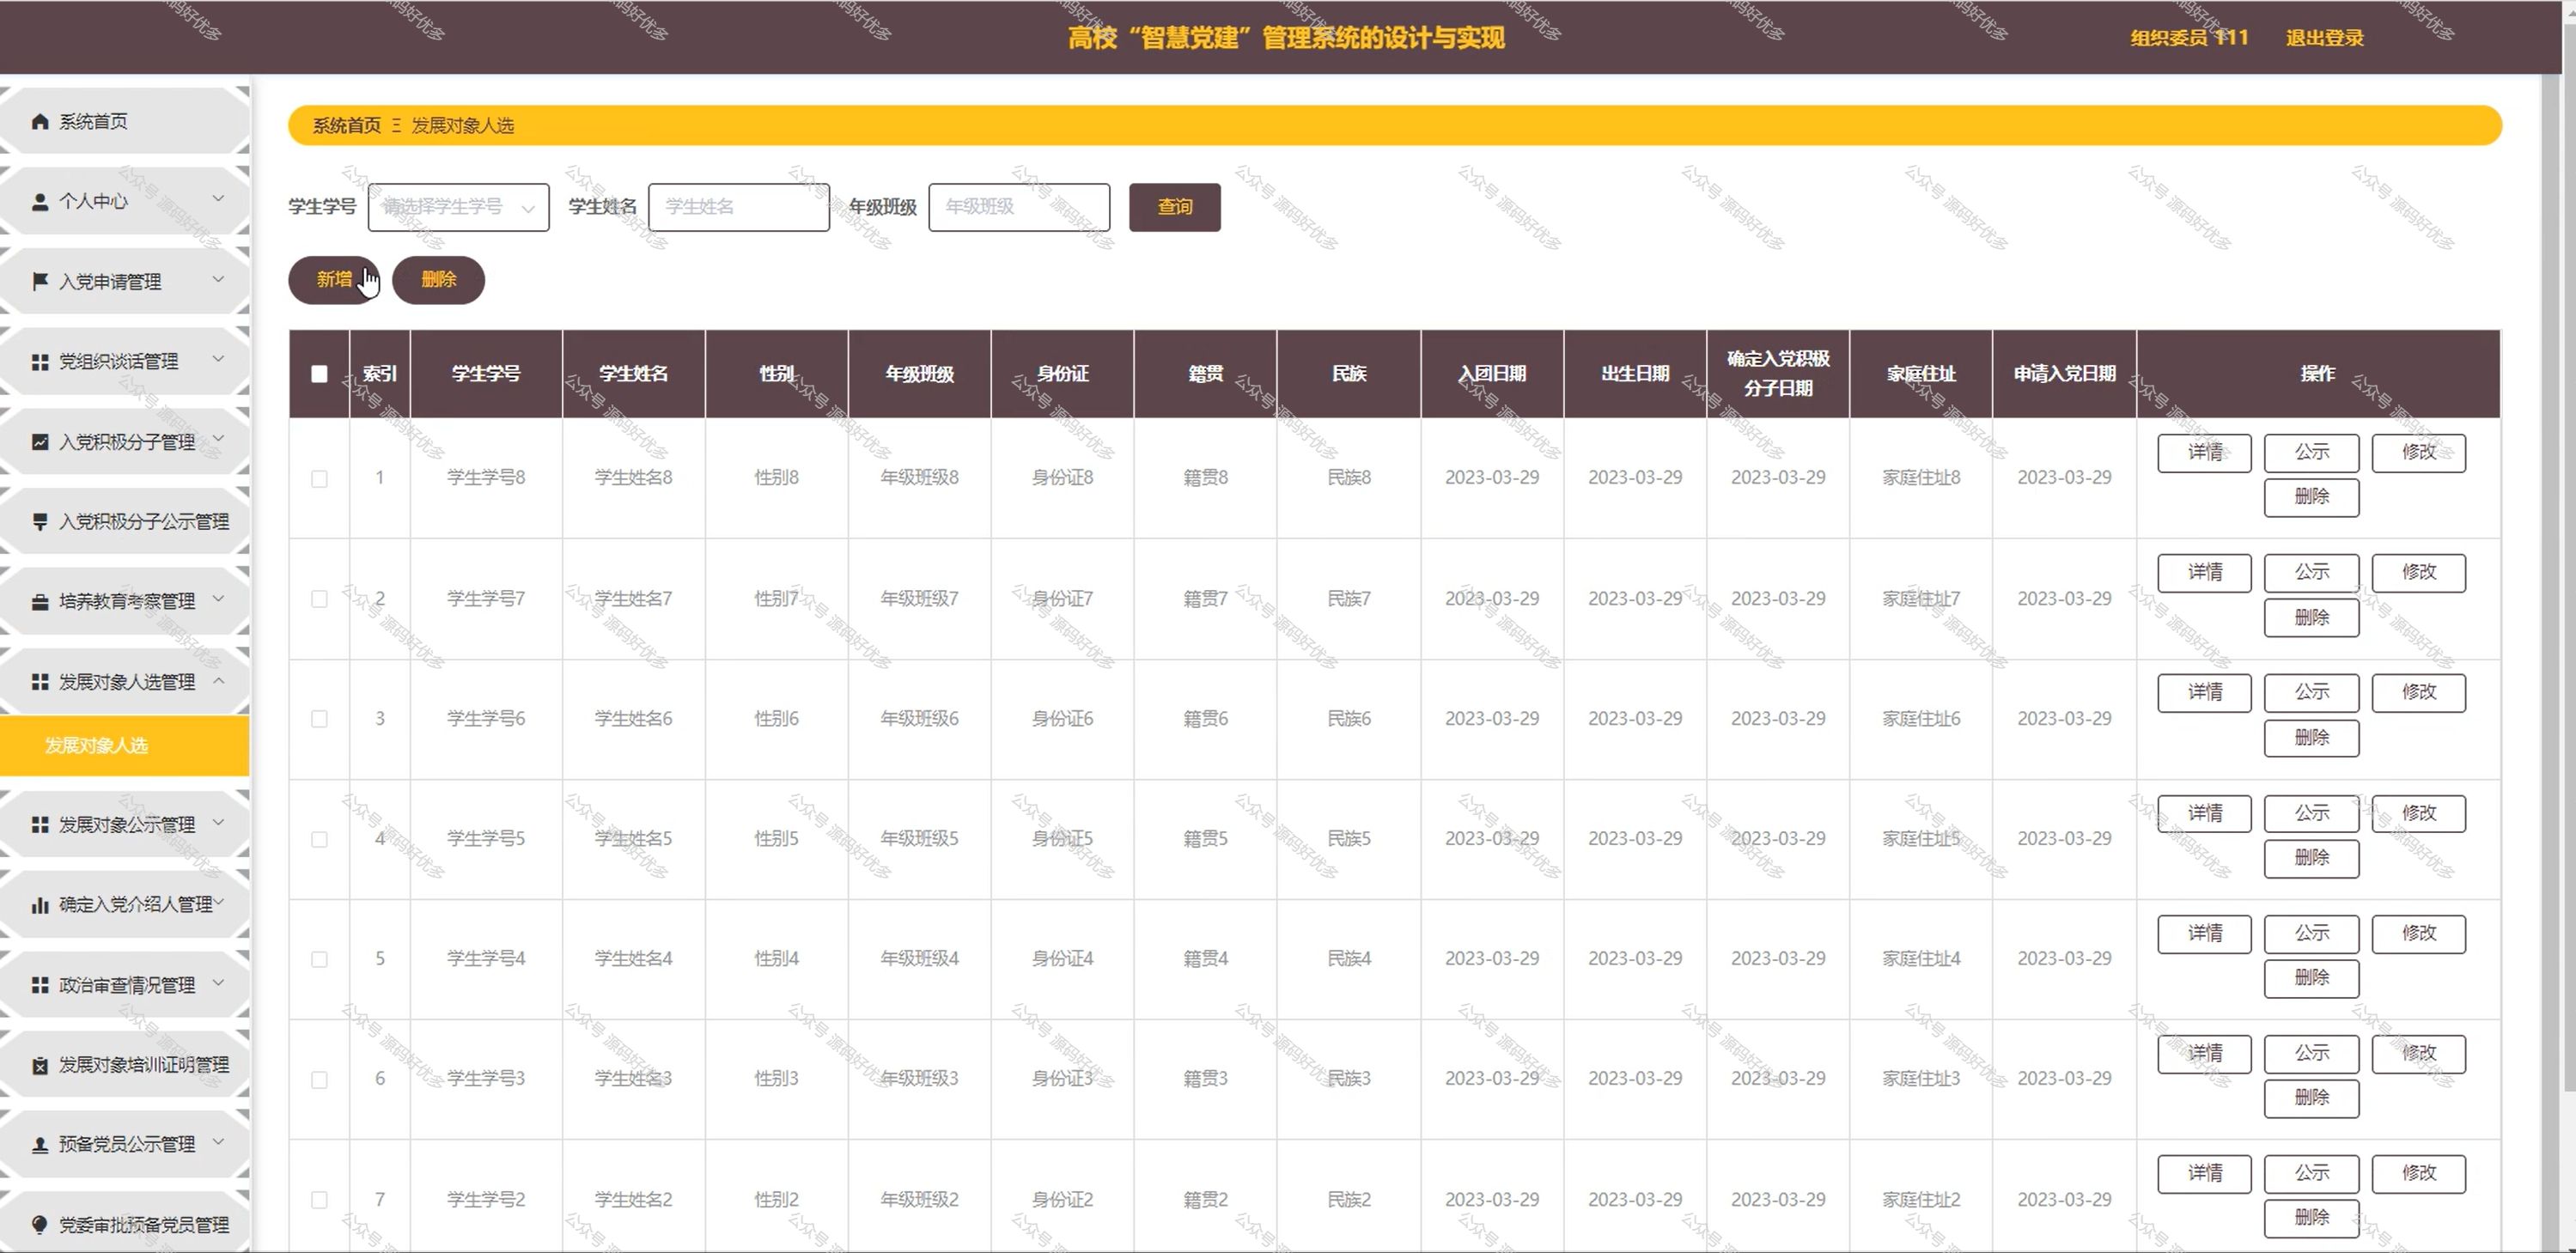 高校“智慧党建”管理系统的设计与实现
组织委员 111
退出登录
系统首页
个人中心
入党申请管理
党组织谈话管理
入党积极分子管理
入党积极分子公示管理
培养教育考察管理
发展对象人选管理
发展对象人选
发展对象公示管理
确定入党介绍人管理
政治审查情况管理
发展对象培训证明管理
预备党员公示管理
党委审批预备党员管理
系统首页 Ξ 发展对象人选
学生学号 请选择学生学号 学生姓名 学生姓名 年级班级 年级班级 查询
新增 删除
索引 学生学号 学生姓名 性别 年级班级 身份证 籍贯 民族 入团日期 出生日期 确定入党积极分子日期 家庭住址 申请入党日期 操作
1 学生学号8 学生姓名8 性别8 年级班级8 身份证8 籍贯8 民族8 2023-03-29 2023-03-29 2023-03-29 家庭住址8 2023-03-29 详情 公示 修改
删除
2 学生学号7 学生姓名7 性别7 年级班级7 身份证7 籍贯7 民族7 2023-03-29 2023-03-29 2023-03-29 家庭住址7 2023-03-29 详情 公示 修改
删除
3 学生学号6 学生姓名6 性别6 年级班级6 身份证6 籍贯6 民族6 2023-03-29 2023-03-29 2023-03-29 家庭住址6 2023-03-29 详情 公示 修改
删除
4 学生学号5 学生姓名5 性别5 年级班级5 身份证5 籍贯5 民族5 2023-03-29 2023-03-29 2023-03-29 家庭住址5 2023-03-29 详情 公示 修改
删除
5 学生学号4 学生姓名4 性别4 年级班级4 身份证4 籍贯4 民族4 2023-03-29 2023-03-29 2023-03-29 家庭住址4 2023-03-29 详情 公示 修改
删除
6 学生学号3 学生姓名3 性别3 年级班级3 身份证3 籍贯3 民族3 2023-03-29 2023-03-29 2023-03-29 家庭住址3 2023-03-29 详情 公示 修改
删除
7 学生学号2 学生姓名2 性别2 年级班级2 身份证2 籍贯2 民族2 2023-03-29 2023-03-29 2023-03-29 家庭住址2 2023-03-29 详情 公示 修改
删除
公众号 源码好优多